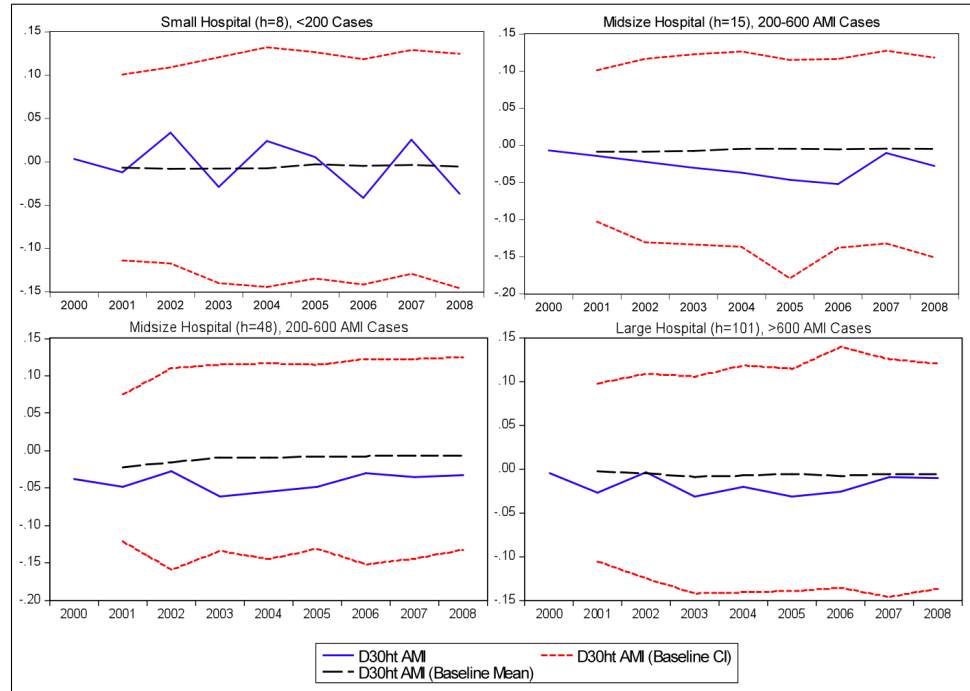 Small Hospital (h=8), <200 Cases
.15
.10
.05
.00
-.05
-.10
-.15
2000 2001 2002 2003 2004 2005 2006 2007 2008
Midsize Hospital (h=15), 200-600 AMI Cases
.15
.10
.05
.00
-.05
-.10
-.15
-.20
2000 2001 2002 2003 2004 2005 2006 2007 2008
Midsize Hospital (h=48), 200-600 AMI Cases
.15
.10
.05
.00
-.05
-.10
-.15
-.20
2000 2001 2002 2003 2004 2005 2006 2007 2008
Large Hospital (h=101), >600 AMI Cases
.15
.10
.05
.00
-.05
-.10
-.15
2000 2001 2002 2003 2004 2005 2006 2007 2008
D30ht AMI
D30ht AMI (Baseline CI)
D30ht AMI (Baseline Mean)